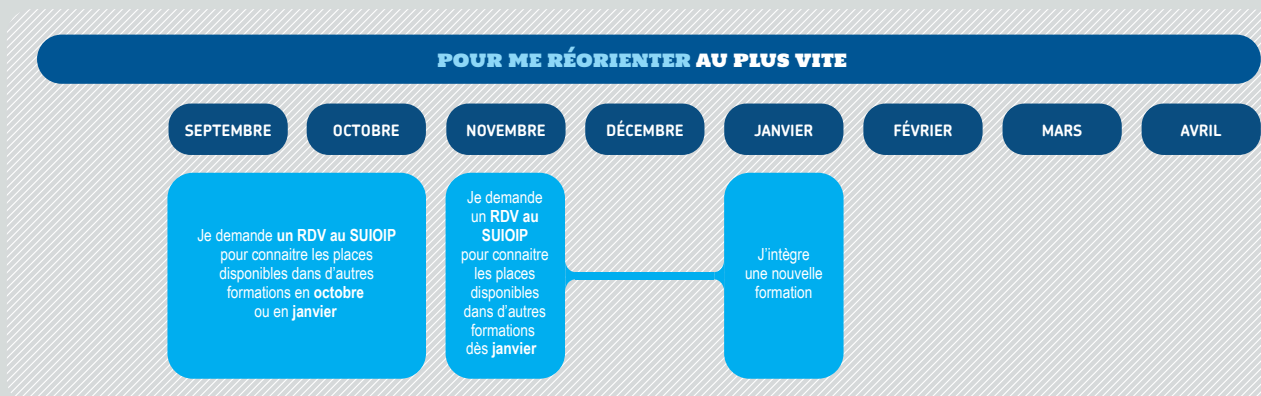 POUR ME RÉORIENTER AU PLUS VITE
SEPTEMBRE
OCTOBRE
NOVEMBRE
DÉCEMBRE
JANVIER
FÉVRIER
MARS
AVRIL
Je demande un RDV au SUIOIP
pour connaitre les places
disponibles dans d'autres
formations en octobre
ou en janvier
Je demande
un RDV au
SUIOIP
pour connaitre
les places
disponibles
dans d'autres
formations
dès janvier
J'intègre
une nouvelle
formation